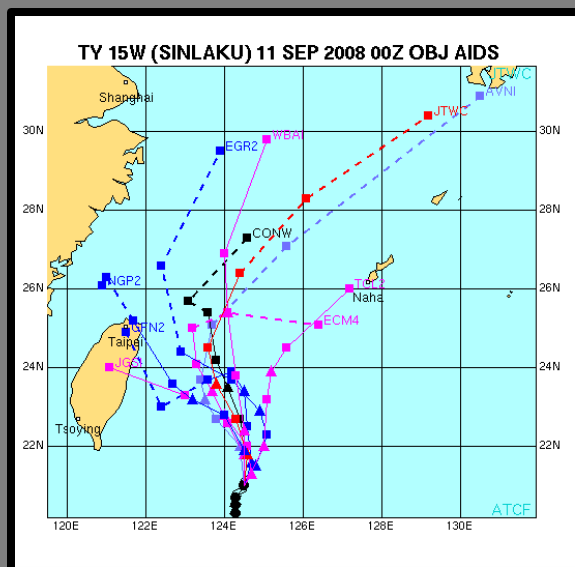 TY 15W (SINLAKU) 11 SEP 2008 00Z OBJ AIDS
JTWC
Shanghai
AVNI
JTWC
30N
30N
EGR2
WBAI
28N
28N
CONW
NGP2
TCL2
26N
26N
Naha
GFN2
ECM4
Taipei
JGSI
24N
24N
Tsoying
22N
22N
ATCF
120E
122E
124E
126E
128E
130E